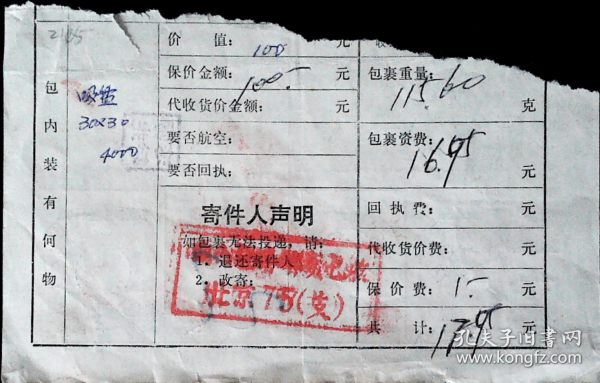 2185
包内装有何物
吸盘
30×30
4000
价 值: 100 元
保价金额: 100.- 元
代收货价金额: 元
要否航空:
要否回执:
寄件人声明
如包裹无法投递,请:
1. 退还寄件人
2. 改寄:
包裹重量: 11560 克
包裹资费: 16.95 元
回执费: 元
代收货价费: 元
保价费: 1.- 元
共 计: 17.95 元
费已收
北京75(支)
孔夫子旧书网
www.kongfz.com